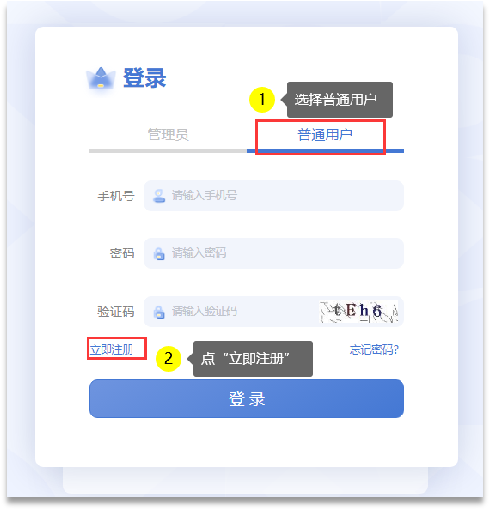 登录
1 选择普通用户
管理员 普通用户
手机号 请输入手机号
密码 请输入密码
验证码 请输入验证码 tEh6
立即注册 2 点“立即注册” 忘记密码?
登录